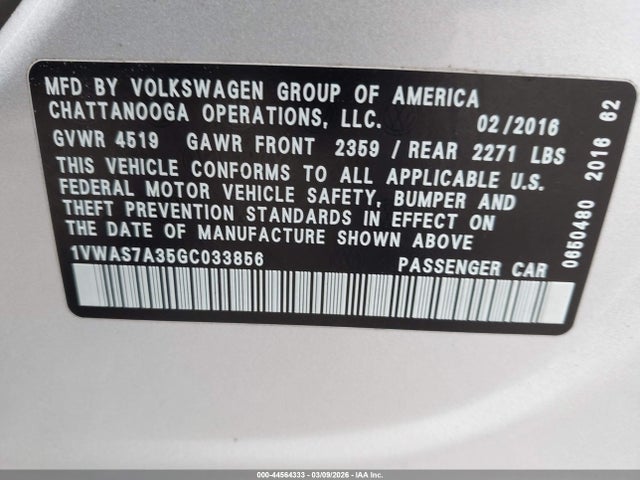 MFD BY VOLKSWAGEN GROUP OF AMERICA
CHATTANOOGA OPERATIONS, LLC. 02/2016
GVWR 4519 GAWR FRONT 2359 / REAR 2271 LBS
THIS VEHICLE CONFORMS TO ALL APPLICABLE U.S.
FEDERAL MOTOR VEHICLE SAFETY, BUMPER AND
THEFT PREVENTION STANDARDS IN EFFECT ON
THE DATE OF MANUFACTURE SHOWN ABOVE
1VWAS7A35GC033856 PASSENGER CAR
0650480 2016 62
000-44564333 - 03/09/2026 - IAA Inc.